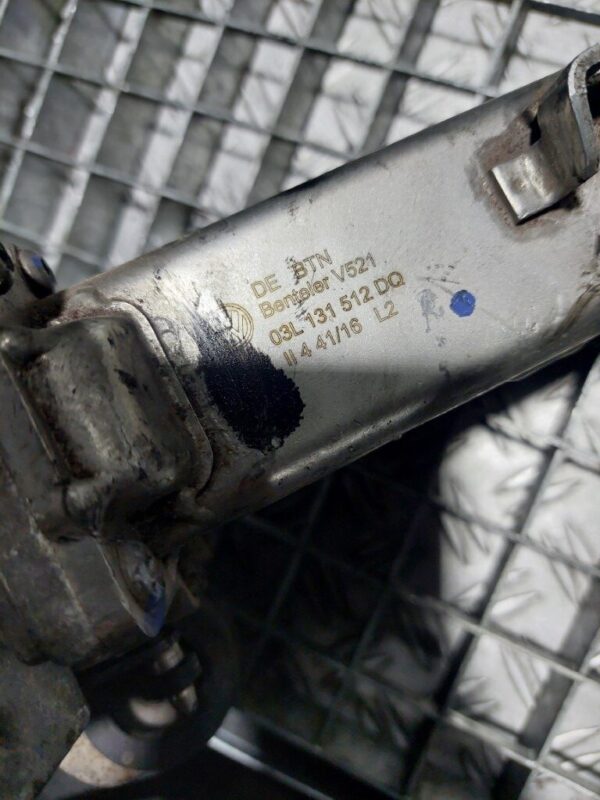 DE BTN
Benteler V521
03L 131 512 DQ
II 4 41/16 L2